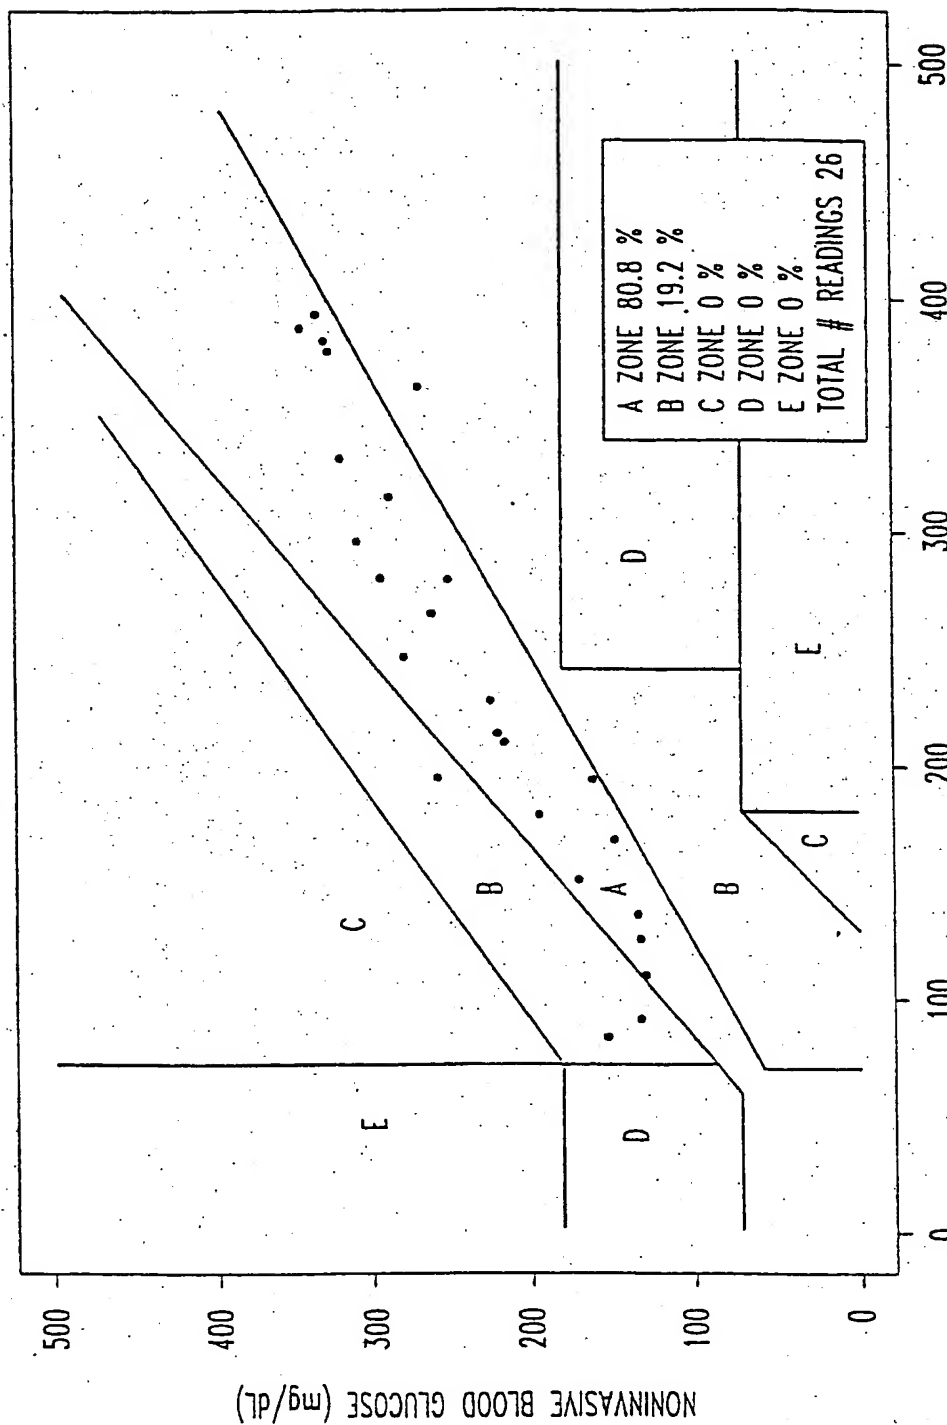 NONINVASIVE BLOOD GLUCOSE (mg/dL)
500
400
300
200
100
0
E
C
B
A
B
D
D
E
C
A ZONE 80.8 %
B ZONE 19.2 %
C ZONE 0 %
D ZONE 0 %
E ZONE 0 %
TOTAL # READINGS 26
0
100
200
300
400
500